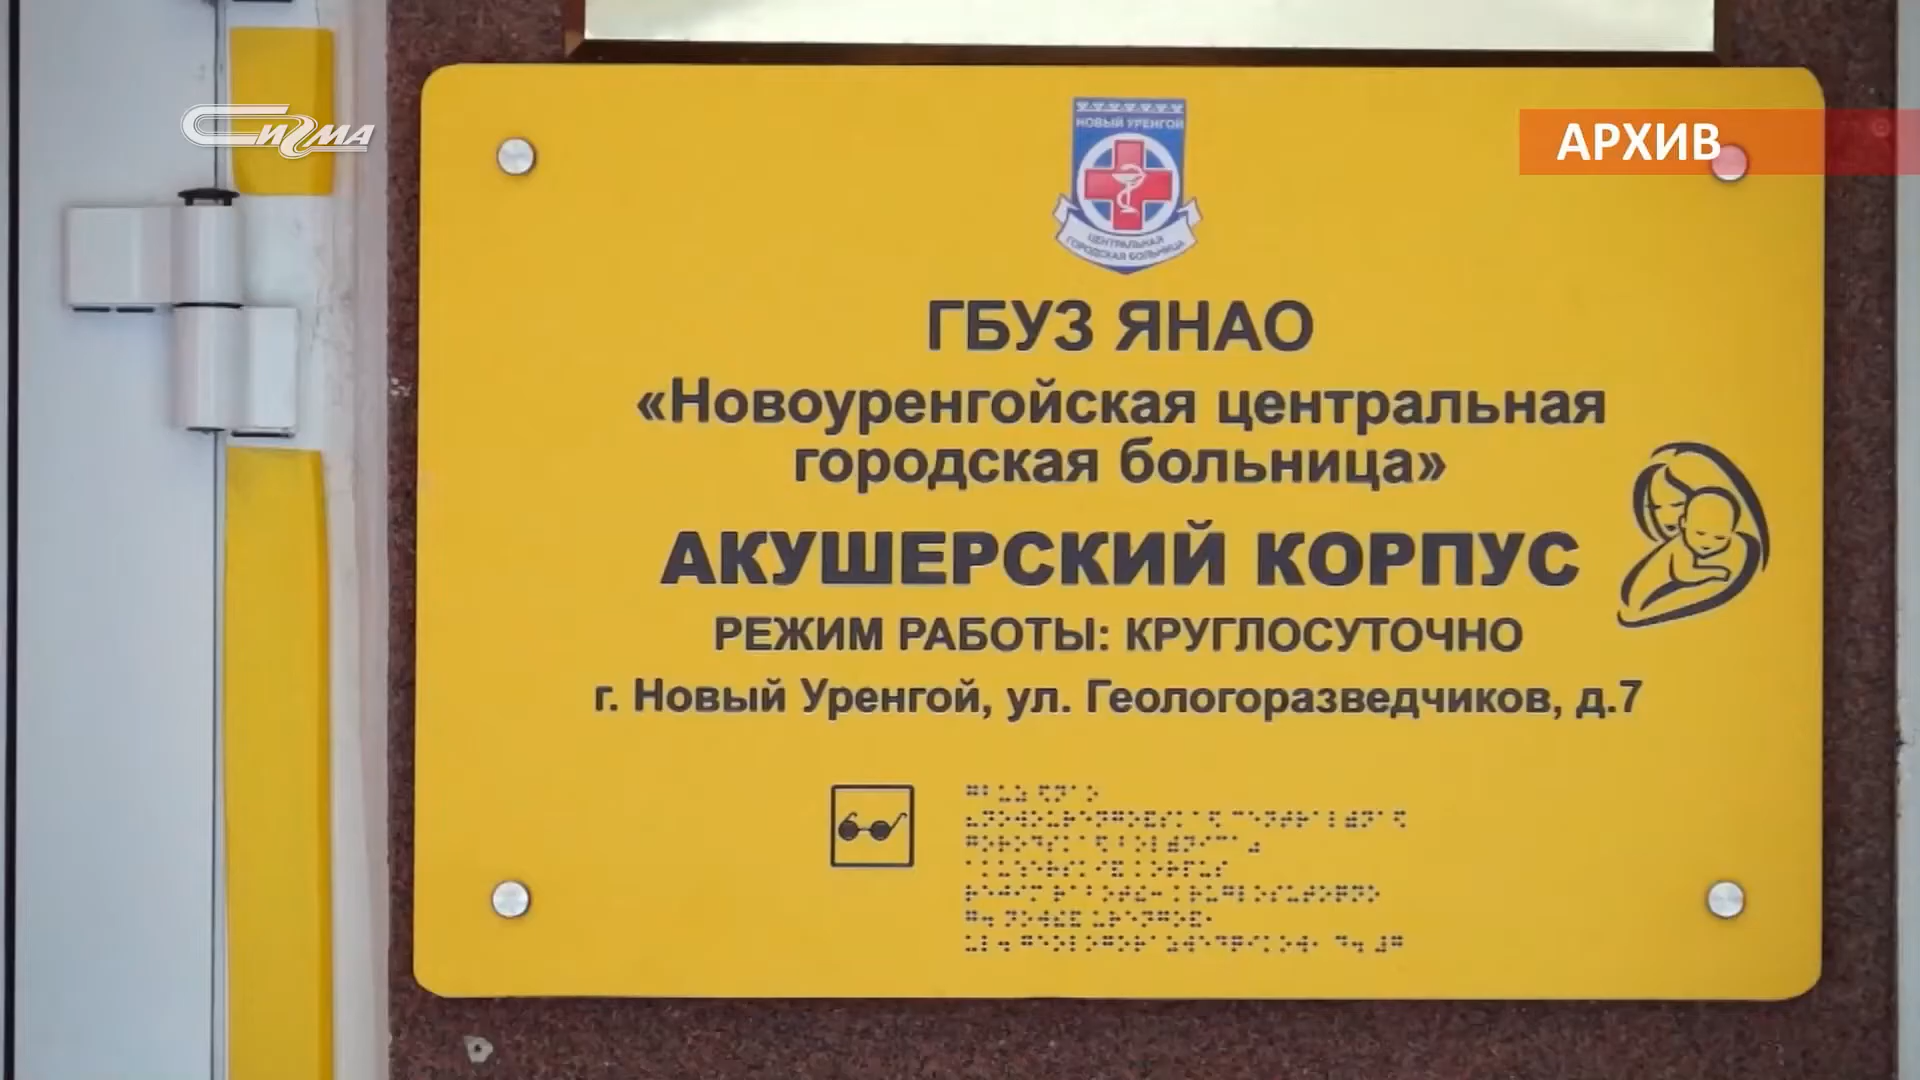 СИГМА
АРХИВ
НОВЫЙ УРЕНГОЙ
ЦЕНТРАЛЬНАЯ
ГОРОДСКАЯ БОЛЬНИЦА
ГБУЗ ЯНАО
«Новоуренгойская центральная
городская больница»
АКУШЕРСКИЙ КОРПУС
РЕЖИМ РАБОТЫ: КРУГЛОСУТОЧНО
г. Новый Уренгой, ул. Геологоразведчиков, д.7